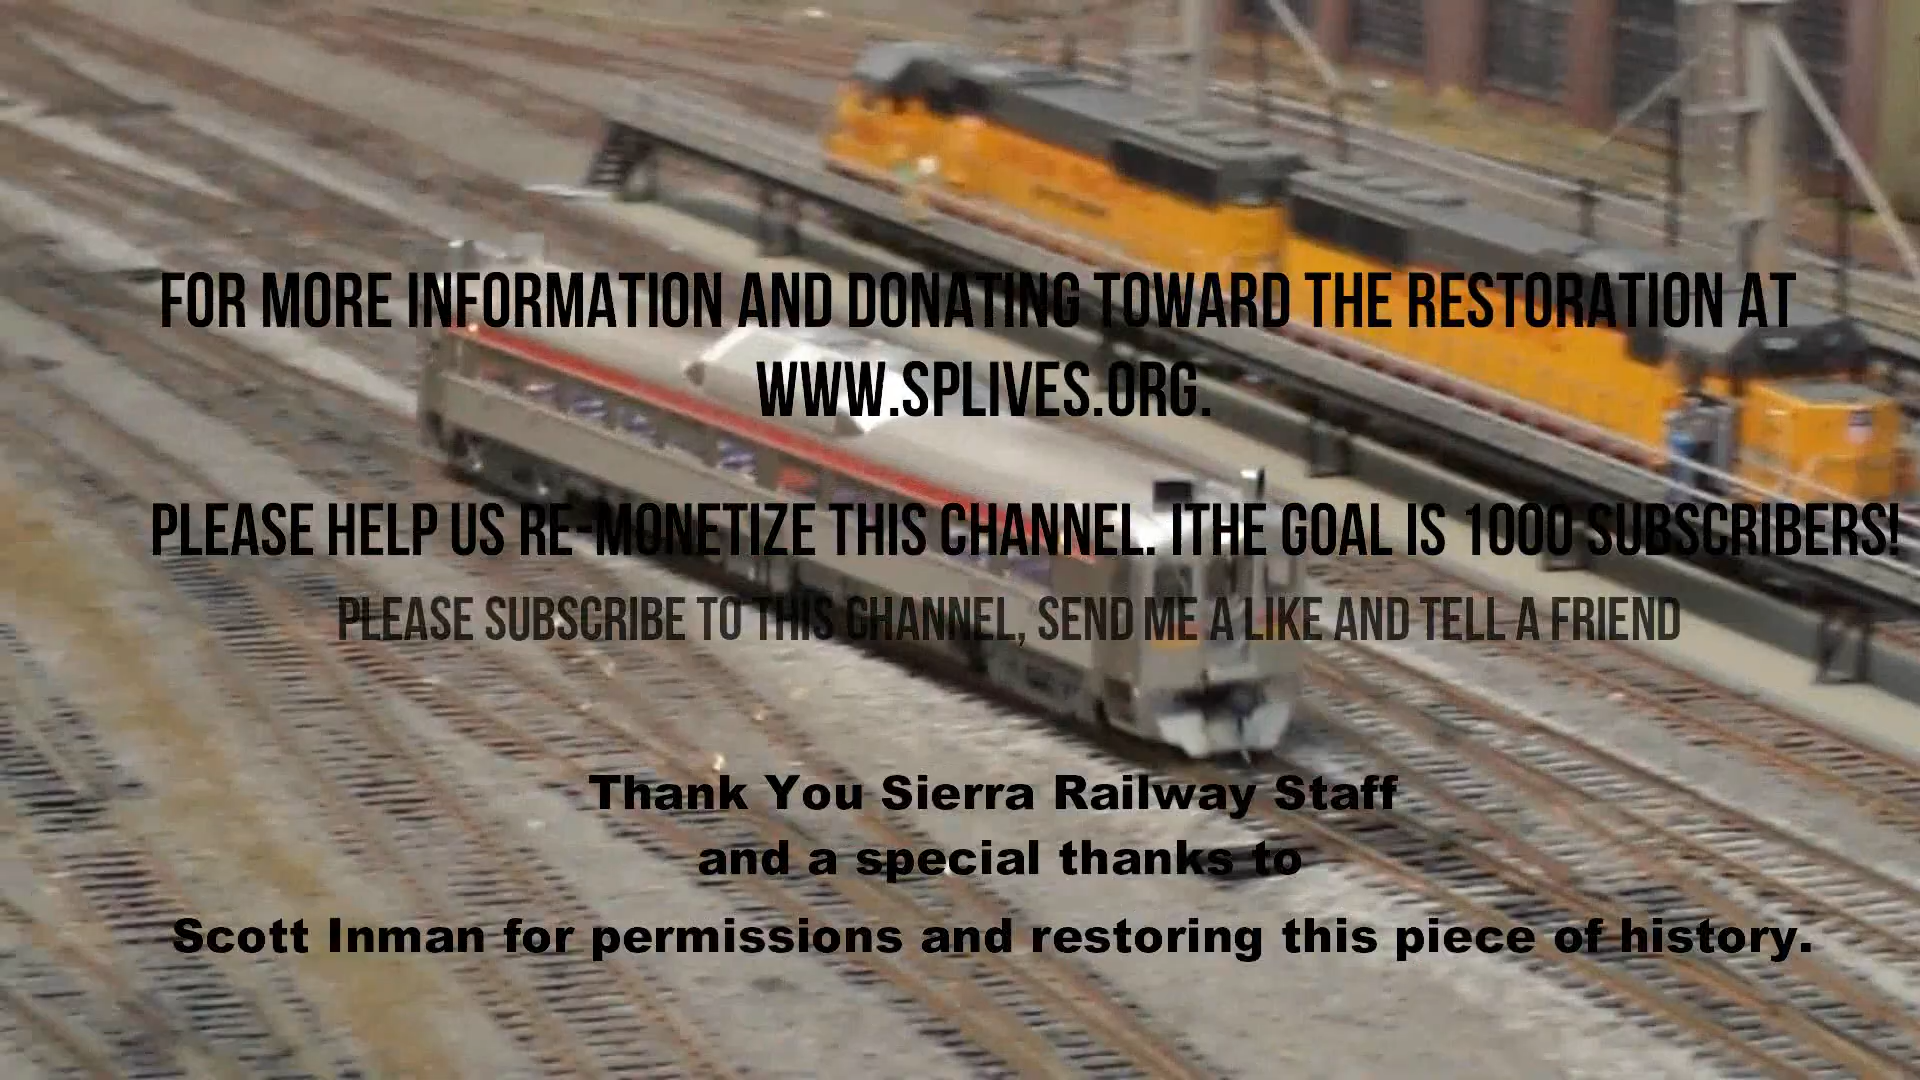 FOR MORE INFORMATION AND DONATING TOWARD THE RESTORATION AT
WWW.SPLIVES.ORG.
PLEASE HELP US RE-MONETIZE THIS CHANNEL. ITHE GOAL IS 1000 SUBSCRIBERS!
PLEASE SUBSCRIBE TO THIS CHANNEL, SEND ME A LIKE AND TELL A FRIEND
Thank You Sierra Railway Staff
and a special thanks to
Scott Inman for permissions and restoring this piece of history.